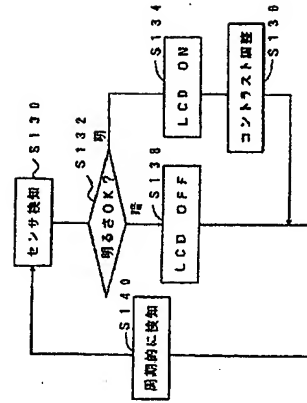 センサ検知
S130
明るさOK?
S132
明
暗
LCD ON
S134
コントラスト調整
S136
LCD OFF
S138
周期的に検知
S140